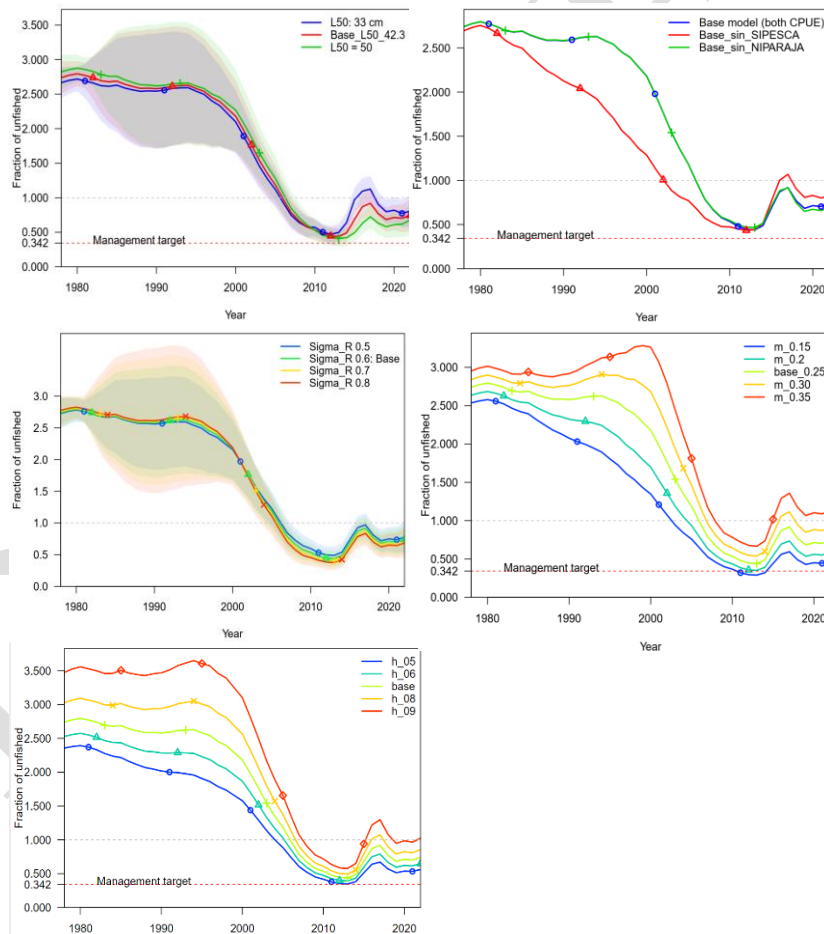 3.500
3.000
2.500
2.000
1.500
1.000
0.500
0.342
0.000
Fraction of unfished
L50: 33 cm
Base_L50_42.3
L50 = 50
Management target
1980
1990
2000
2010
2020
Year
2.500
2.000
1.500
1.000
0.500
0.342
0.000
Fraction of unfished
Base model (both CPUE)
Base_sin_SIPESCA
Base_sin_NIPARAJA
Management target
1980
1990
2000
2010
2020
Year
3.0
2.5
2.0
1.5
1.0
0.5
0.0
Fraction of unfished
Sigma_R 0.5
Sigma_R 0.6: Base
Sigma_R 0.7
Sigma_R 0.8
1980
1990
2000
2010
2020
Year
3.000
2.500
2.000
1.500
1.000
0.500
0.342
0.000
Fraction of unfished
m_0.15
m_0.2
base_0.25
m_0.30
m_0.35
Management target
1980
1990
2000
2010
2020
Year
3.500
3.000
2.500
2.000
1.500
1.000
0.500
0.342
0.000
Fraction of unfished
h_05
h_06
base
h_08
h_09
Management target
1980
1990
2000
2010
2020